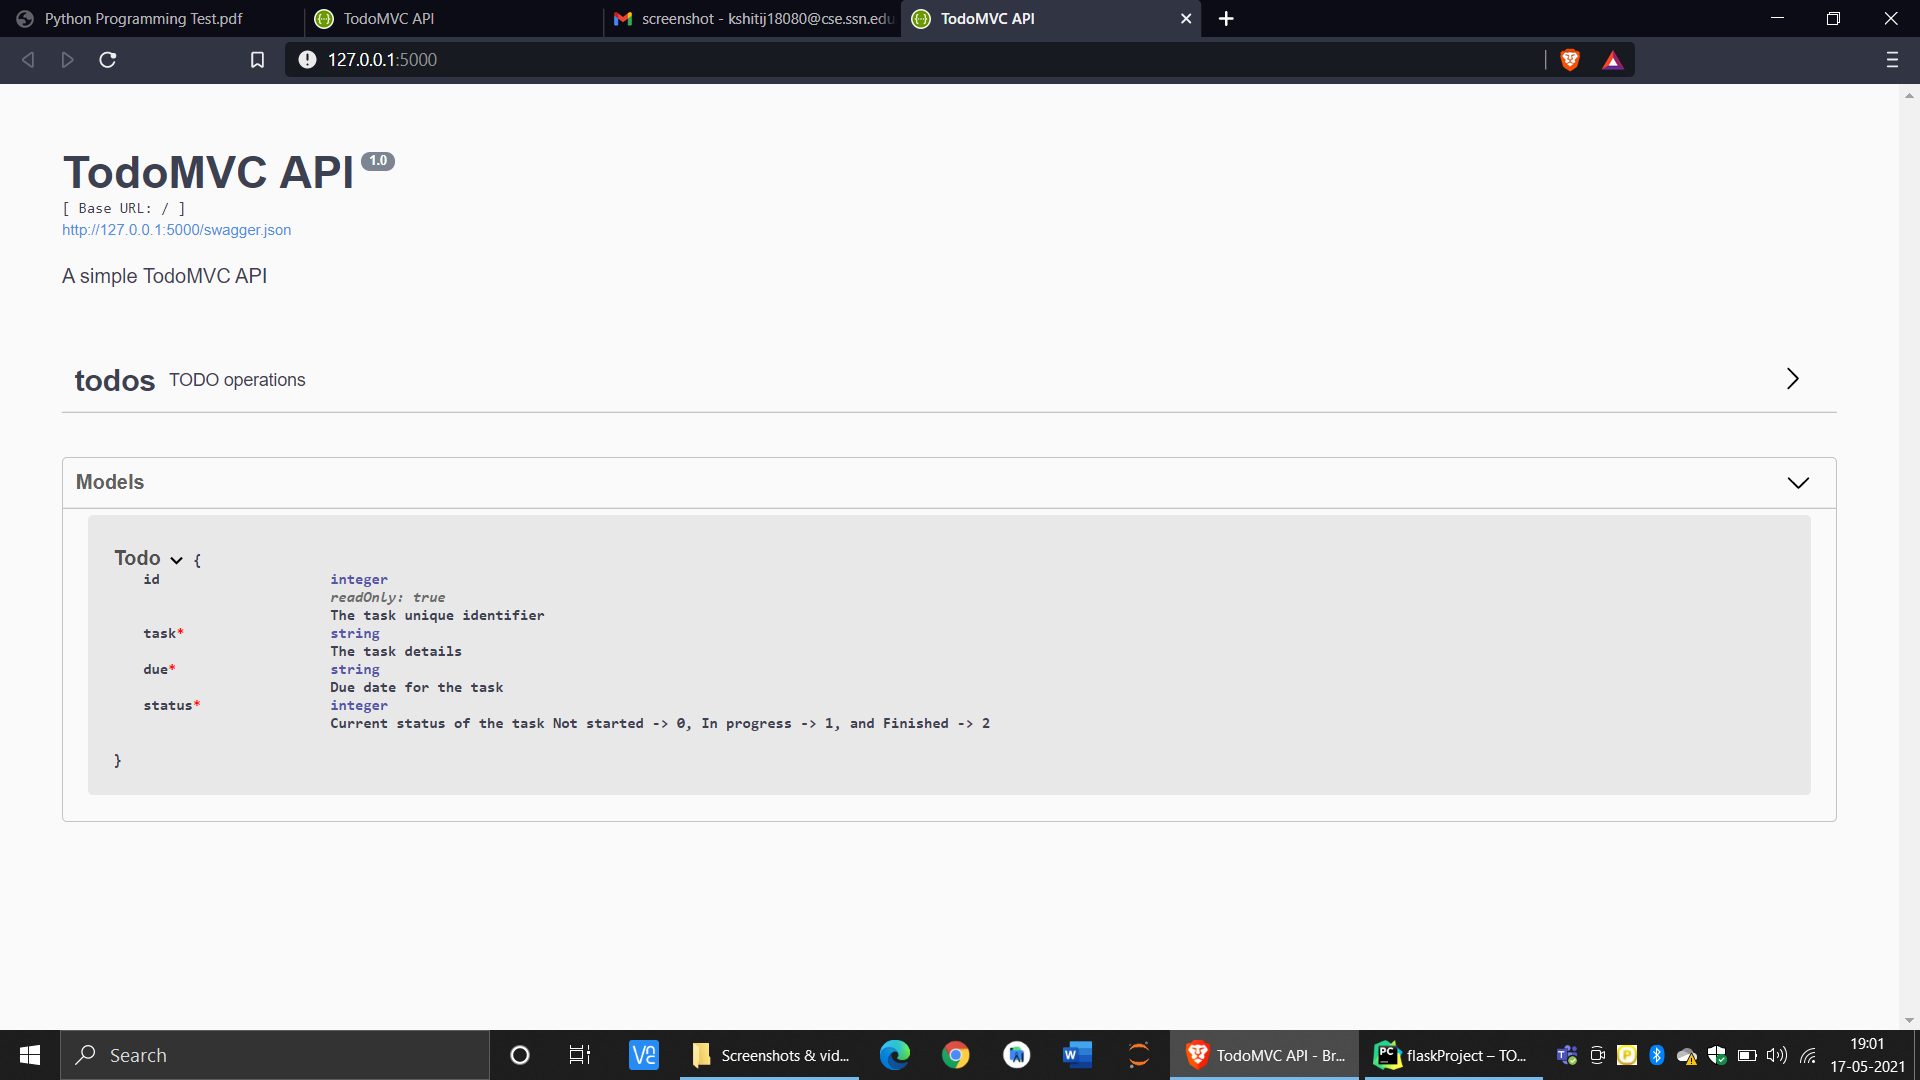 Python Programming Test.pdf
TodoMVC API
screenshot - kshitij18080@cse.ssn.edu
TodoMVC API
127.0.0.1:5000
TodoMVC API 1.0
[ Base URL: / ]
http://127.0.0.1:5000/swagger.json
A simple TodoMVC API
todos TODO operations
Models
Todo {
id integer
readOnly: true
The task unique identifier
task* string
The task details
due* string
Due date for the task
status* integer
Current status of the task Not started -> 0, In progress -> 1, and Finished -> 2
}
Search
Screenshots & vid...
TodoMVC API - Br...
flaskProject – TO...
19:01
17-05-2021